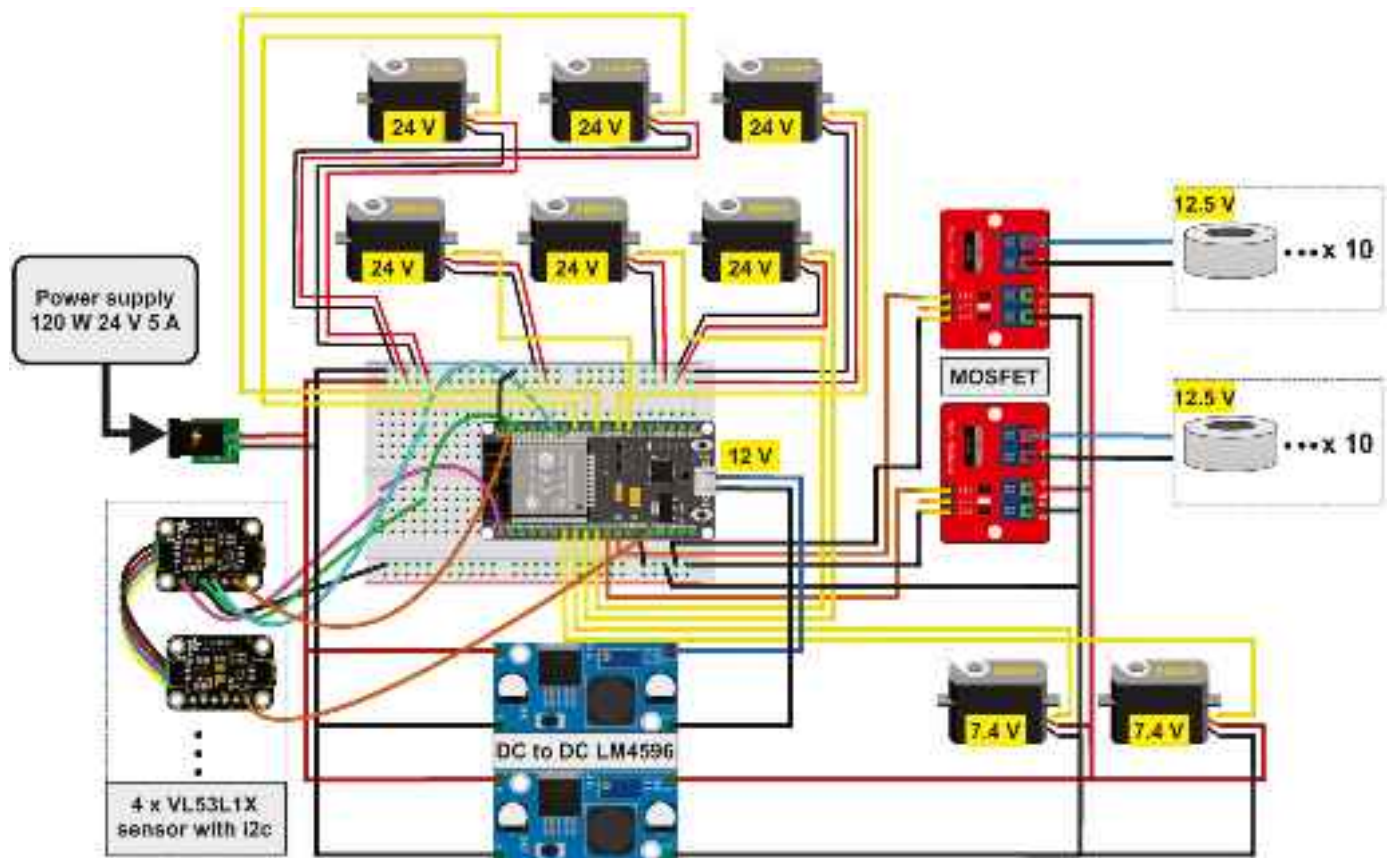 24 V
24 V
24 V
24 V
24 V
24 V
Power supply
120 W 24 V 5 A
12.5 V
•••x 10
MOSFET
12.5 V
•••x 10
12 V
7.4 V
7.4 V
DC to DC LM4596
4 x VL53L1X
sensor with i2c